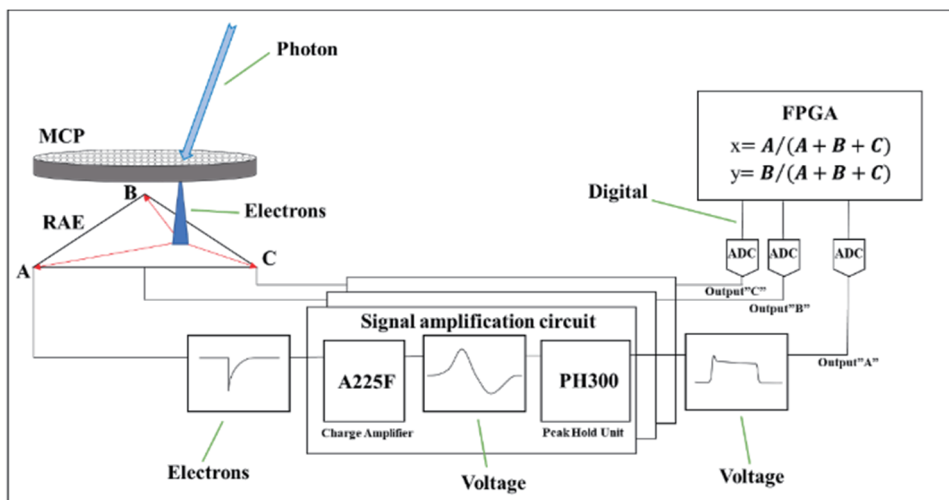 Photon
MCP
B
RAE
Electrons
A
C
FPGA
x= A/(A + B + C)
y= B/(A + B + C)
Digital
ADC
ADC
ADC
Output"C"
Output"B"
Output"A"
Signal amplification circuit
A225F
PH300
Charge Amplifier
Peak Hold Unit
Electrons
Voltage
Voltage